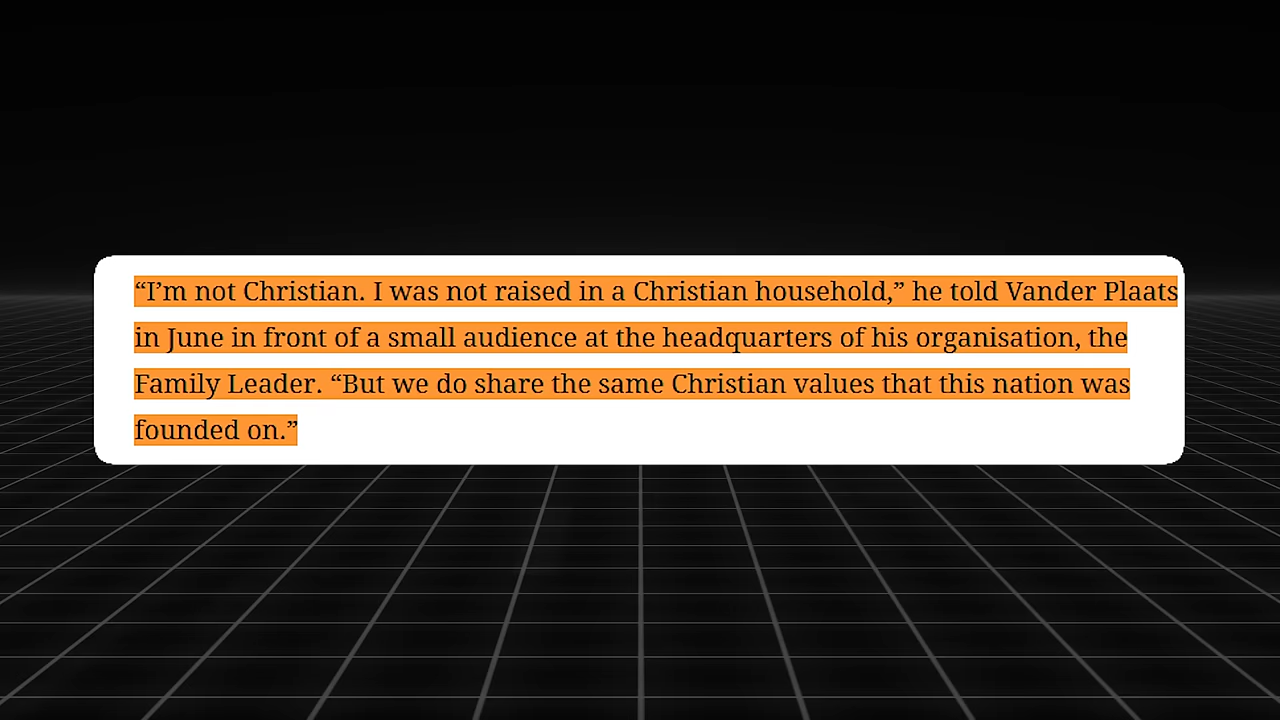 “I’m not Christian. I was not raised in a Christian household,” he told Vander Plaats
in June in front of a small audience at the headquarters of his organisation, the
Family Leader. “But we do share the same Christian values that this nation was
founded on.”